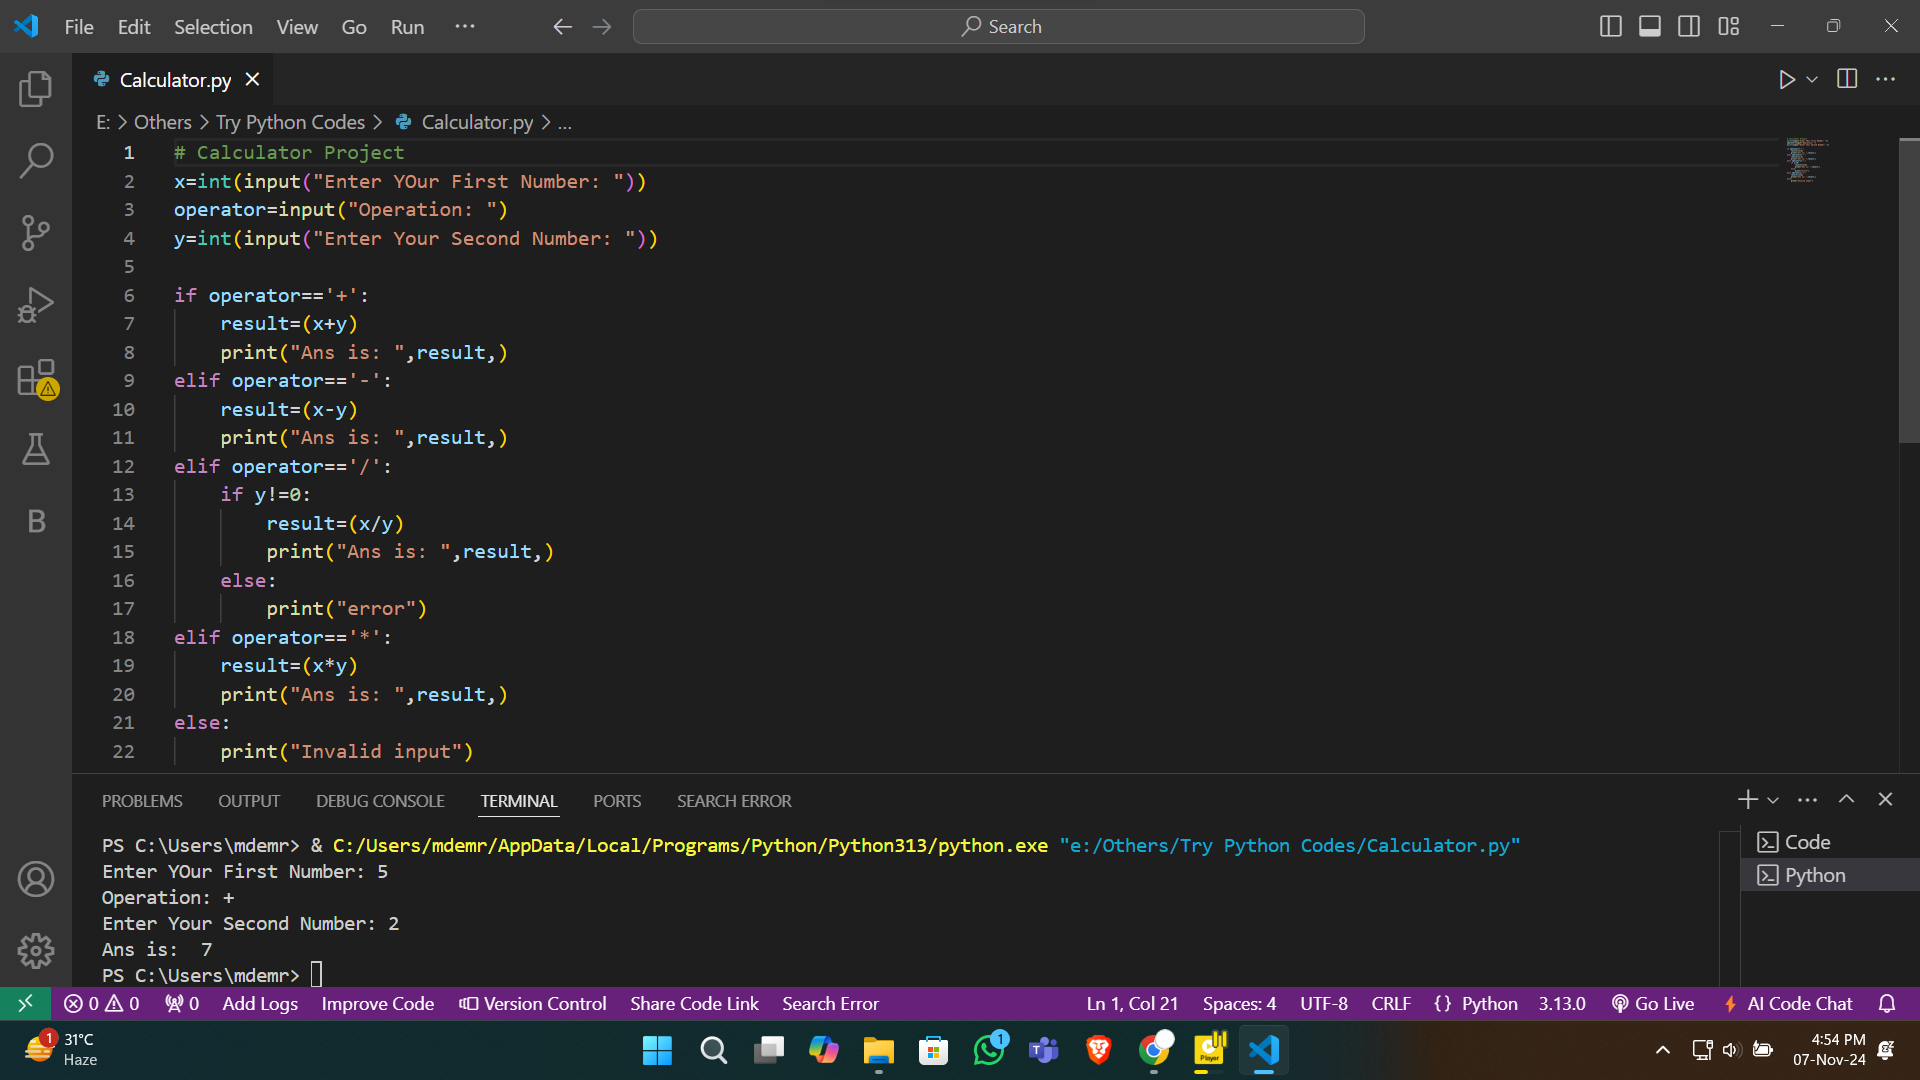 File Edit Selection View Go Run ··· Search
Calculator.py
E: > Others > Try Python Codes > Calculator.py > ...
1 # Calculator Project
2 x=int(input("Enter YOur First Number: "))
3 operator=input("Operation: ")
4 y=int(input("Enter Your Second Number: "))
5
6 if operator=='+':
7     result=(x+y)
8     print("Ans is: ",result,)
9 elif operator=='-':
10     result=(x-y)
11     print("Ans is: ",result,)
12 elif operator=='/':
13     if y!=0:
14         result=(x/y)
15         print("Ans is: ",result,)
16     else:
17         print("error")
18 elif operator=='*':
19     result=(x*y)
20     print("Ans is: ",result,)
21 else:
22     print("Invalid input")
B
PROBLEMS OUTPUT DEBUG CONSOLE TERMINAL PORTS SEARCH ERROR
PS C:\Users\mdemr> & C:/Users/mdemr/AppData/Local/Programs/Python/Python313/python.exe "e:/Others/Try Python Codes/Calculator.py"
Enter YOur First Number: 5
Operation: +
Enter Your Second Number: 2
Ans is:  7
PS C:\Users\mdemr>
Code
Python
0 0 0 Add Logs Improve Code Version Control Share Code Link Search Error Ln 1, Col 21 Spaces: 4 UTF-8 CRLF {} Python 3.13.0 Go Live AI Code Chat
1 31°C
Haze
1
Player
4:54 PM
07-Nov-24